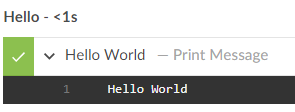 Hello - <1s
Hello World — Print Message
1 Hello World